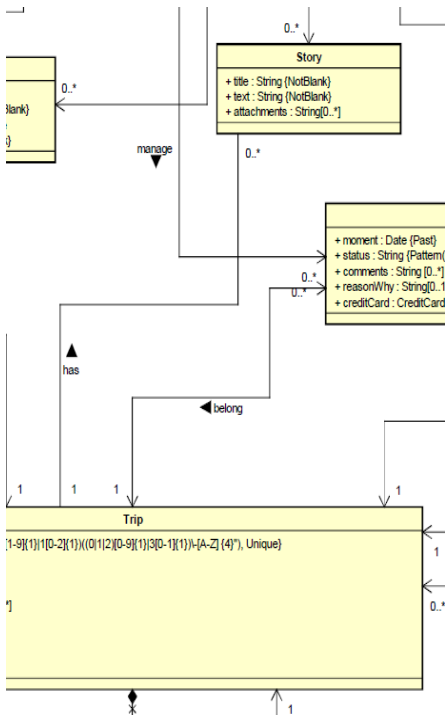 0..*
Story
+ title : String {NotBlank}
+ text : String {NotBlank}
+ attachments : String[0..*]
0..*
Blank}
k}
manage
0..*
+ moment : Date {Past}
+ status : String {Pattern(
+ comments : String [0..*]
+ reasonWhy : String[0..1
+ creditCard : CreditCard
0..*
0..*
has
belong
1
1
1
1
Trip
[1-9]{1}|1[0-2]{1})((0|1|2)[0-9]{1}|3[0-1]{1})\-[A-Z] {4}"), Unique}
1
*]
0..*
1